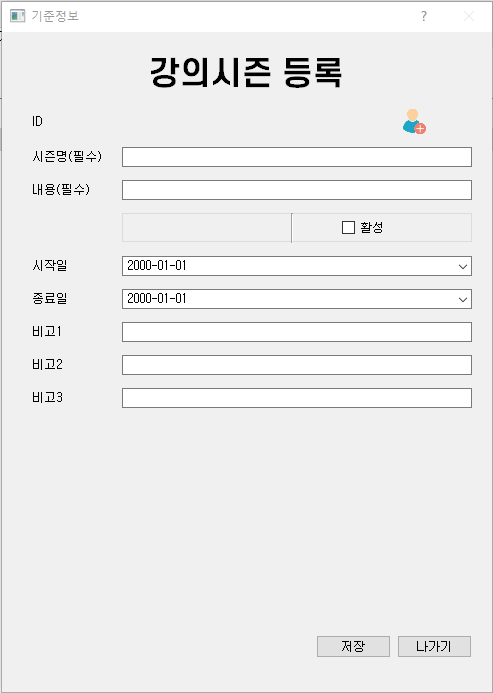 기준정보
강의시즌 등록
ID
시즌명(필수)
내용(필수)
활성
시작일 2000-01-01
종료일 2000-01-01
비고1
비고2
비고3
저장 나가기